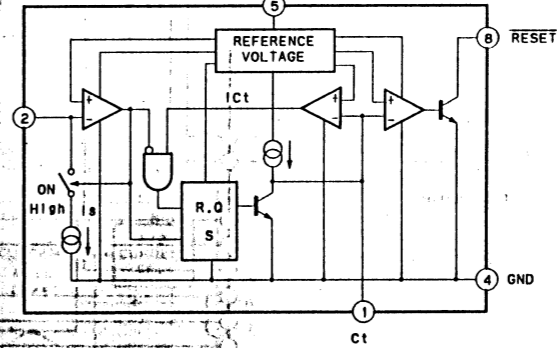 5
REFERENCE
VOLTAGE
8
RESET
ICt
+
-
+
-
+
-
2
ON
High
is
R.Q
S
4
GND
1
Ct